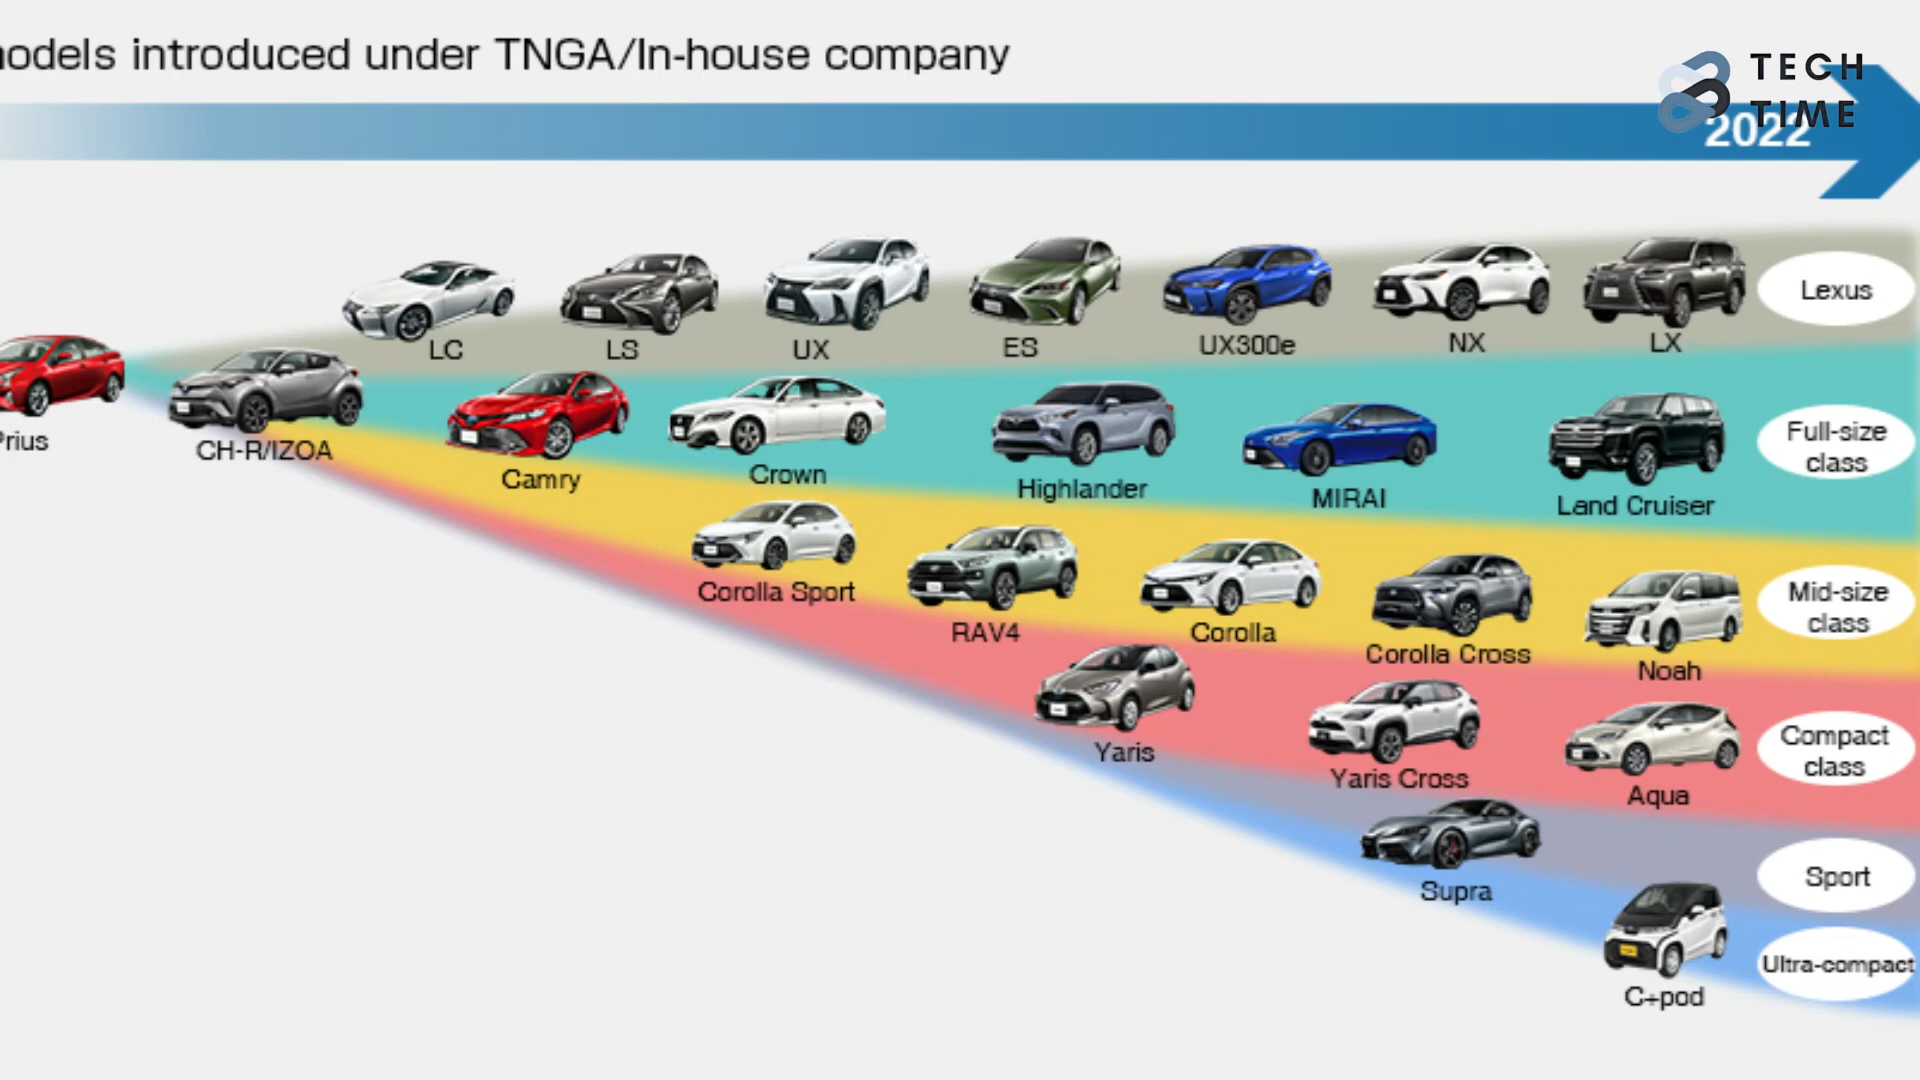 odels introduced under TNGA/In-house company
TECH
TIME
2022
LC
LS
UX
ES
UX300e
NX
LX
Lexus
Prius
CH-R/IZOA
Camry
Crown
Highlander
MIRAI
Land Cruiser
Full-size
class
Corolla Sport
RAV4
Corolla
Corolla Cross
Noah
Mid-size
class
Yaris
Yaris Cross
Aqua
Compact
class
Supra
Sport
C+pod
Ultra-compact